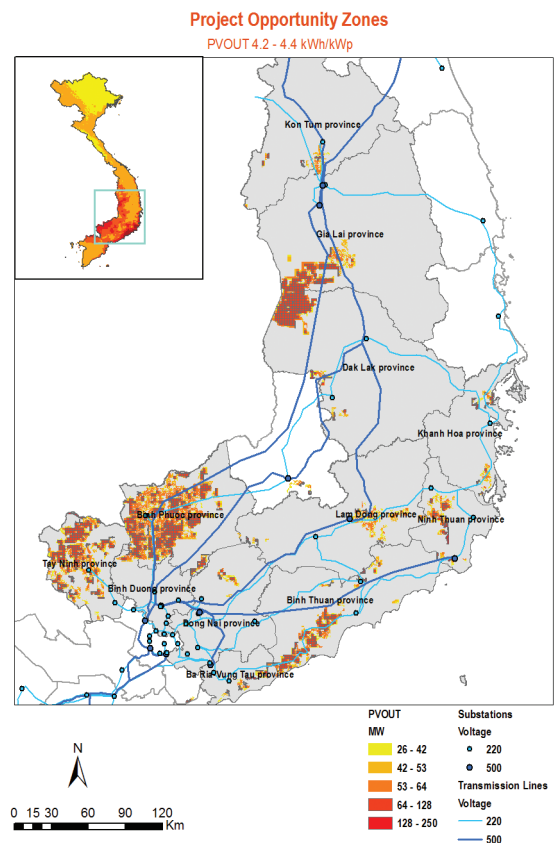 Project Opportunity Zones
PVOUT 4.2 - 4.4 kWh/kWp
Kon Tum province
Gia Lai province
Dak Lak province
Khanh Hoa province
Binh Phuoc province
Lam Dong province
Ninh Thuan Province
Tay Ninh province
Binh Duong province
Binh Thuan province
Dong Nai province
Ba Ria Vung Tau province
N
0 15 30 60 90 120
Km
PVOUT
MW
26 - 42
42 - 53
53 - 64
64 - 128
128 - 250
Substations
Voltage
220
500
Transmission Lines
Voltage
220
500